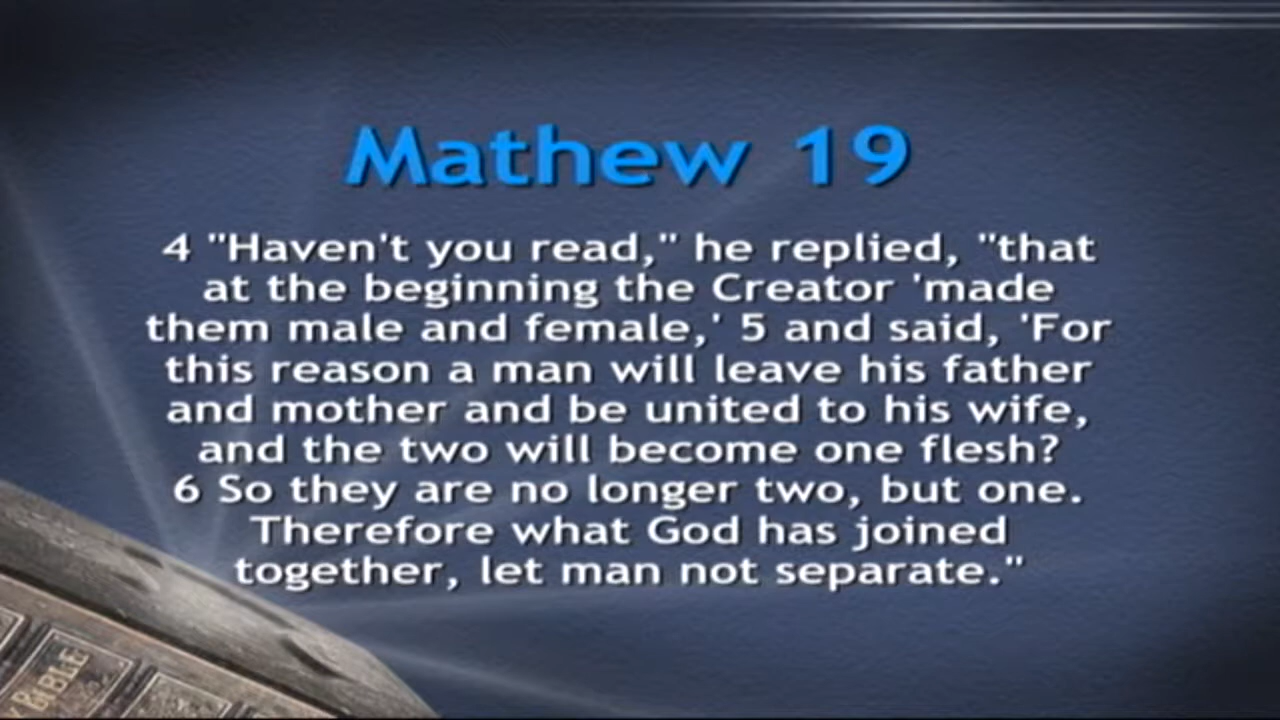 Mathew 19
4 "Haven't you read," he replied, "that
at the beginning the Creator 'made
them male and female,' 5 and said, 'For
this reason a man will leave his father
and mother and be united to his wife,
and the two will become one flesh?
6 So they are no longer two, but one.
Therefore what God has joined
together, let man not separate."
BIBLE